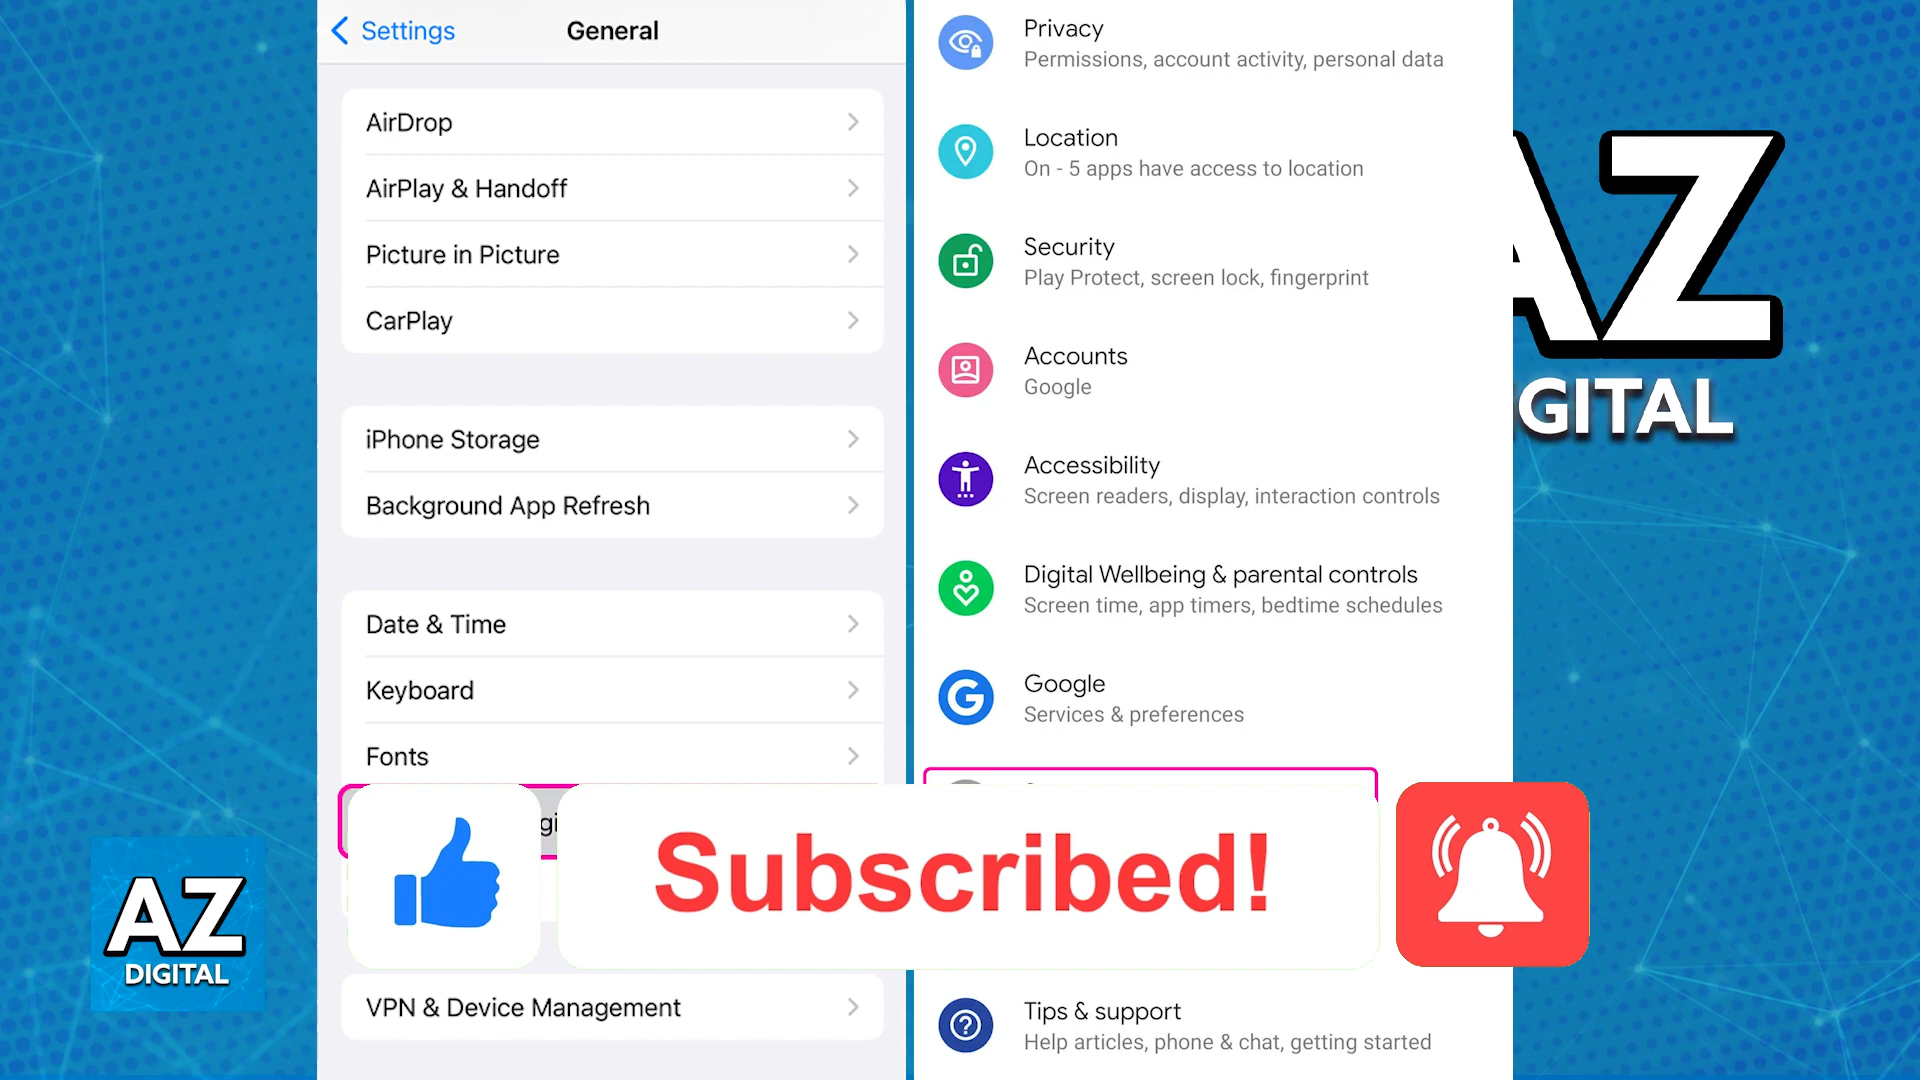 Settings
General
AirDrop
AirPlay & Handoff
Picture in Picture
CarPlay
iPhone Storage
Background App Refresh
Date & Time
Keyboard
Fonts
gi
VPN & Device Management
Privacy
Permissions, account activity, personal data
Location
On - 5 apps have access to location
Security
Play Protect, screen lock, fingerprint
Accounts
Google
Accessibility
Screen readers, display, interaction controls
Digital Wellbeing & parental controls
Screen time, app timers, bedtime schedules
Google
Services & preferences
Tips & support
Help articles, phone & chat, getting started
Subscribed!
AZ
DIGITAL
AZ
GITAL